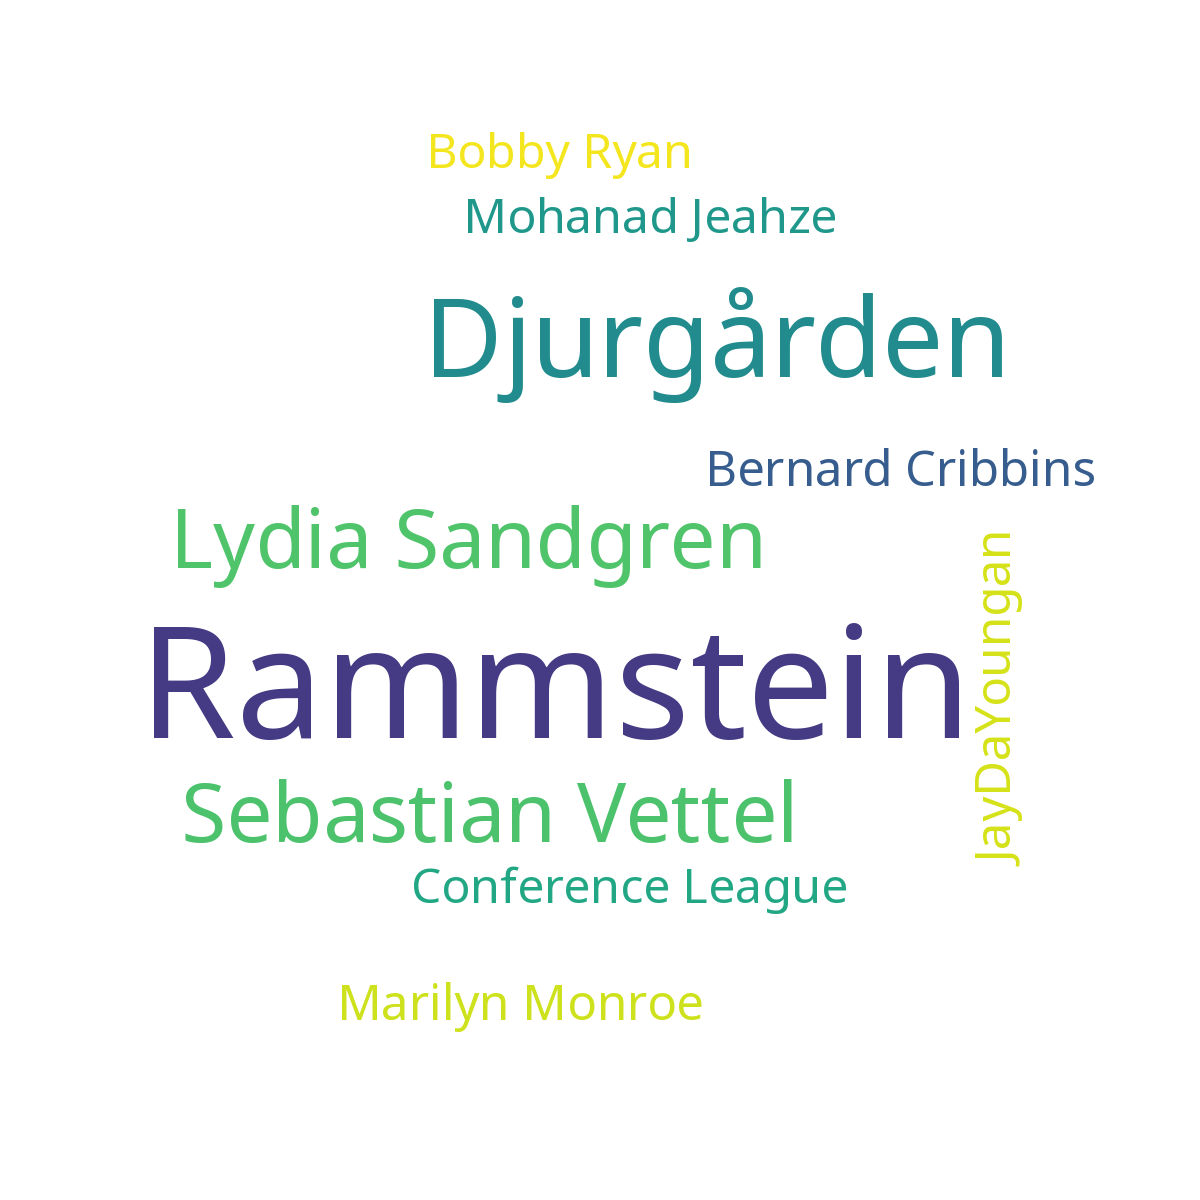 Bobby Ryan
Mohanad Jeahze
Djurgården
Bernard Cribbins
Lydia Sandgren
JayDaYoungan
Rammstein
Sebastian Vettel
Conference League
Marilyn Monroe